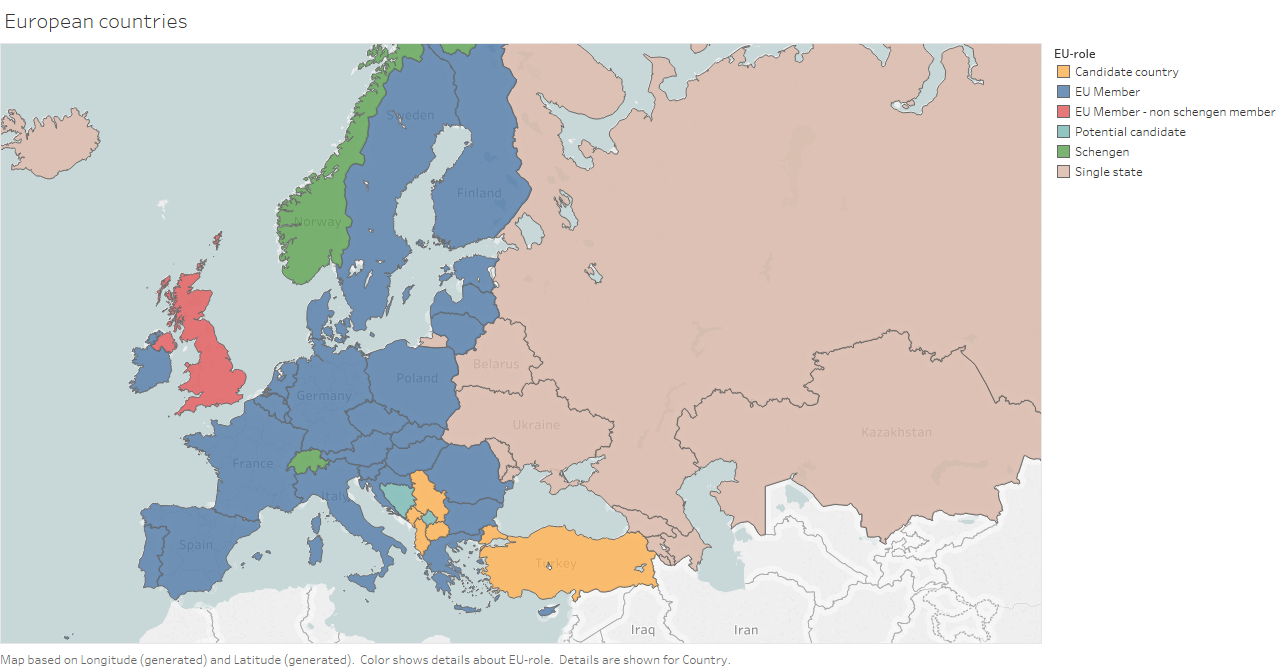 European countries
EU-role
Candidate country
EU Member
EU Member - non schengen member
Potential candidate
Schengen
Single state
Sweden
Finland
Norway
Belarus
Poland
Germany
Ukraine
Kazakhstan
France
Italy
Spain
Turkey
Iraq
Iran
Map based on Longitude (generated) and Latitude (generated). Color shows details about EU-role. Details are shown for Country.